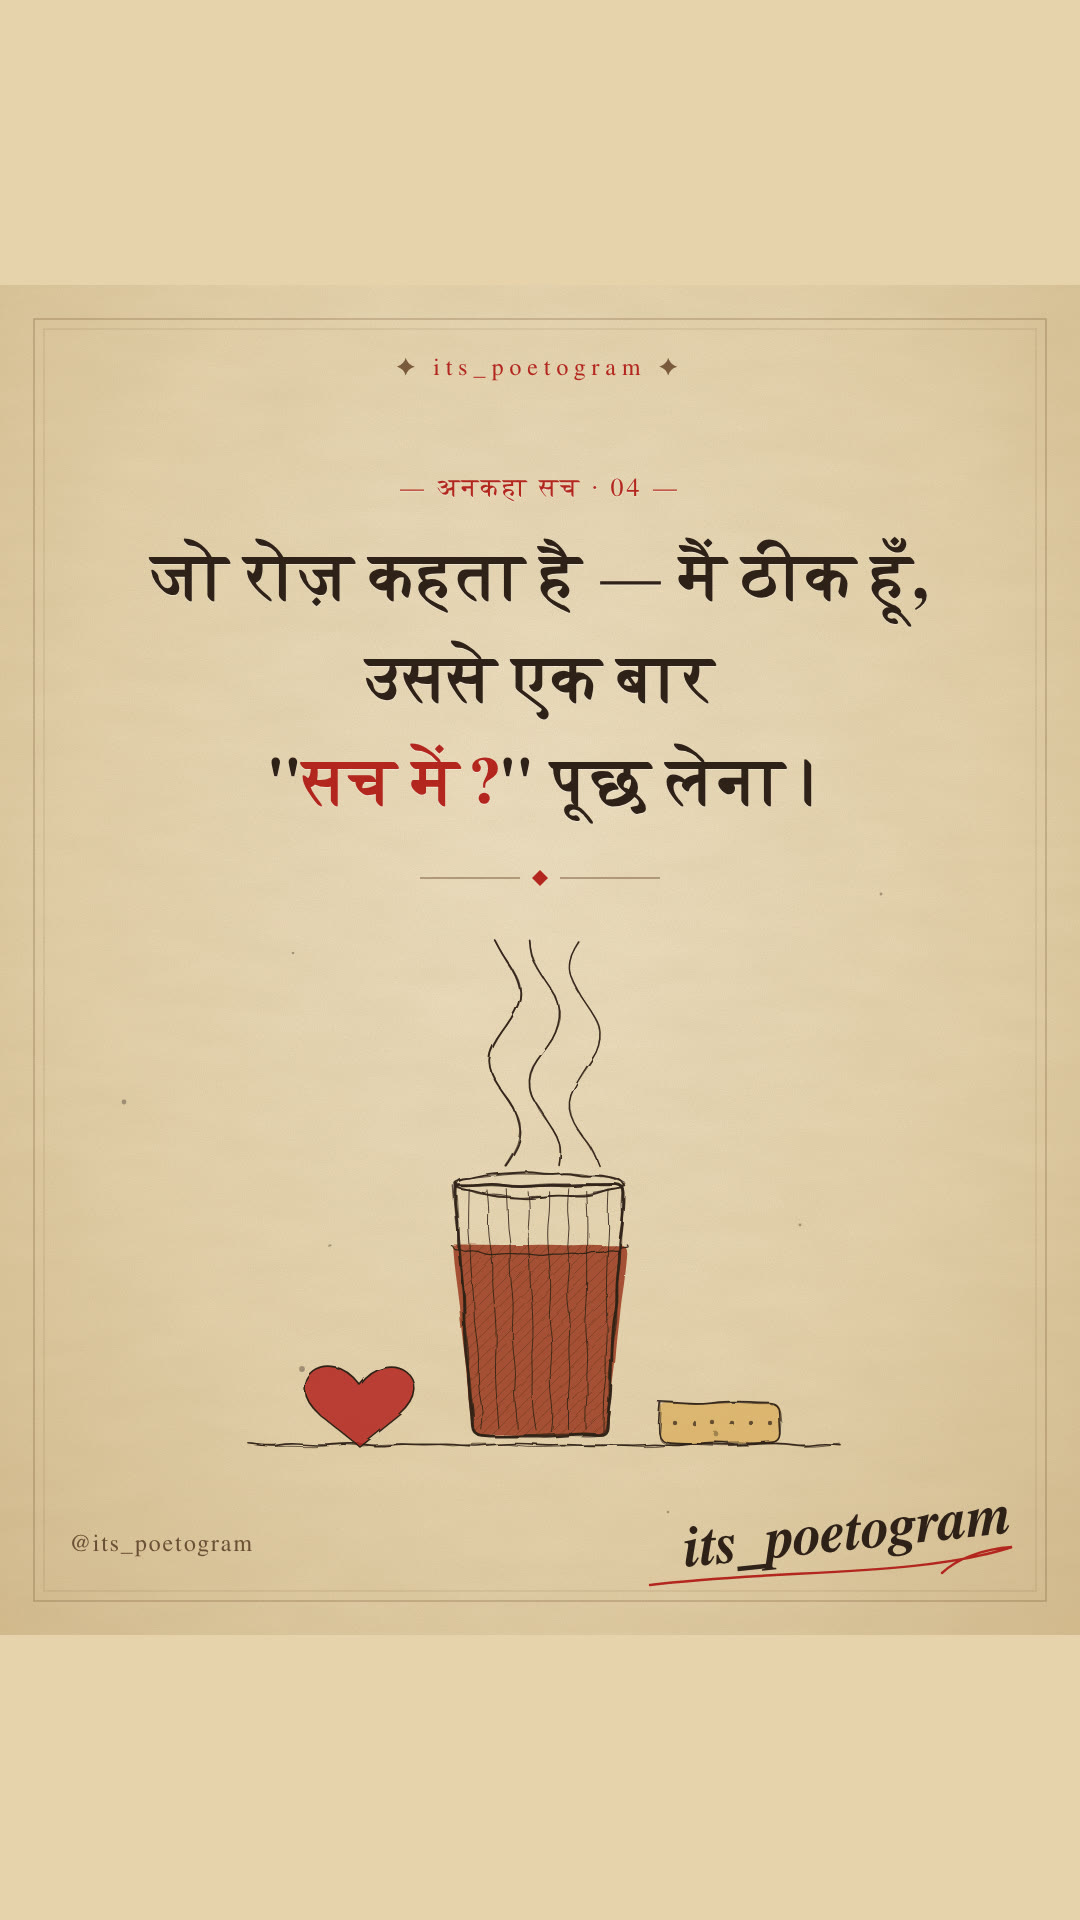 ✦ its_poetogram ✦
— अनकहा सच · 04 —
जो रोज़ कहता है — मैं ठीक हूँ,
उससे एक बार
"सच में?" पूछ लेना।
@its_poetogram
its_poetogram